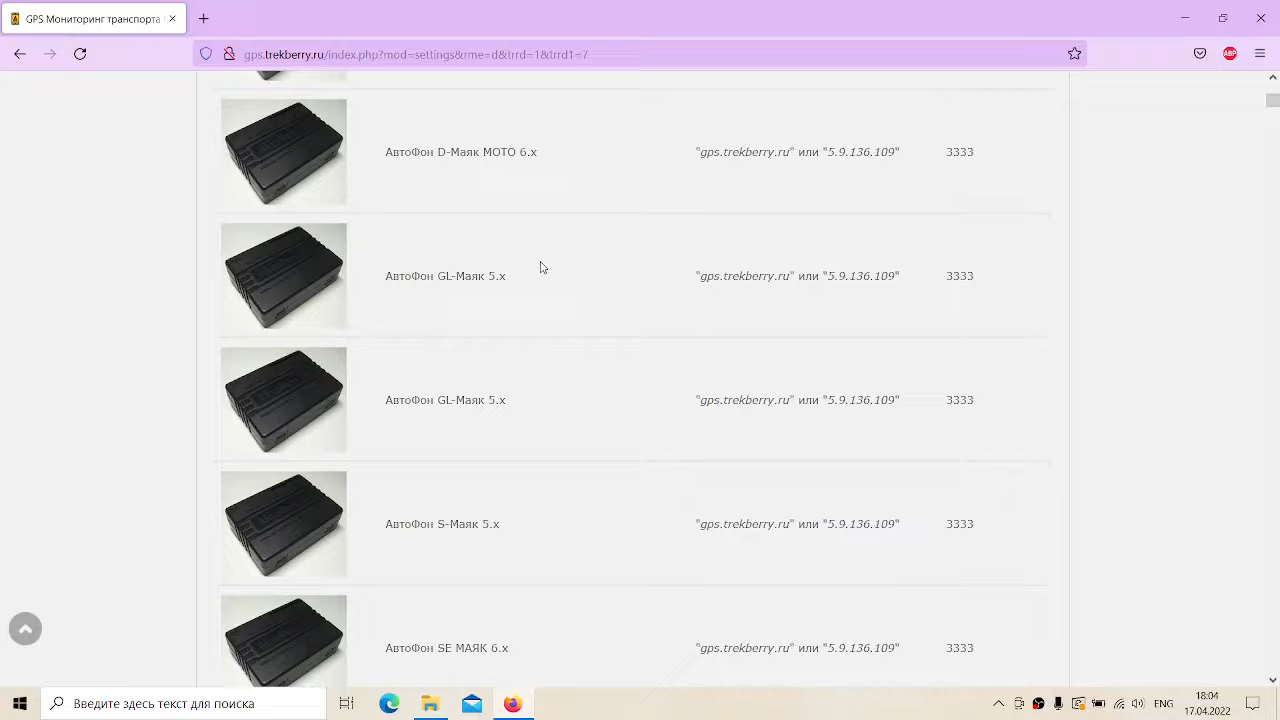 GPS Мониторинг транспорта
gps.trekberry.ru/index.php?mod=settings&rme=d&trrd=1&trrd1=7
ABP
АвтоФон D-Маяк МОТО 6.x "gps.trekberry.ru" или "5.9.136.109" 3333
АвтоФон GL-Маяк 5.x "gps.trekberry.ru" или "5.9.136.109" 3333
АвтоФон GL-Маяк 5.x "gps.trekberry.ru" или "5.9.136.109" 3333
АвтоФон S-Маяк 5.x "gps.trekberry.ru" или "5.9.136.109" 3333
АвтоФон SE МАЯК 6.x "gps.trekberry.ru" или "5.9.136.109" 3333
Введите здесь текст для поиска
ENG
18:04
17.04.2022